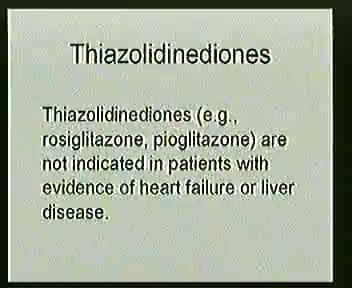 Thiazolidinediones
Thiazolidinediones (e.g.,
rosiglitazone, pioglitazone) are
not indicated in patients with
evidence of heart failure or liver
disease.